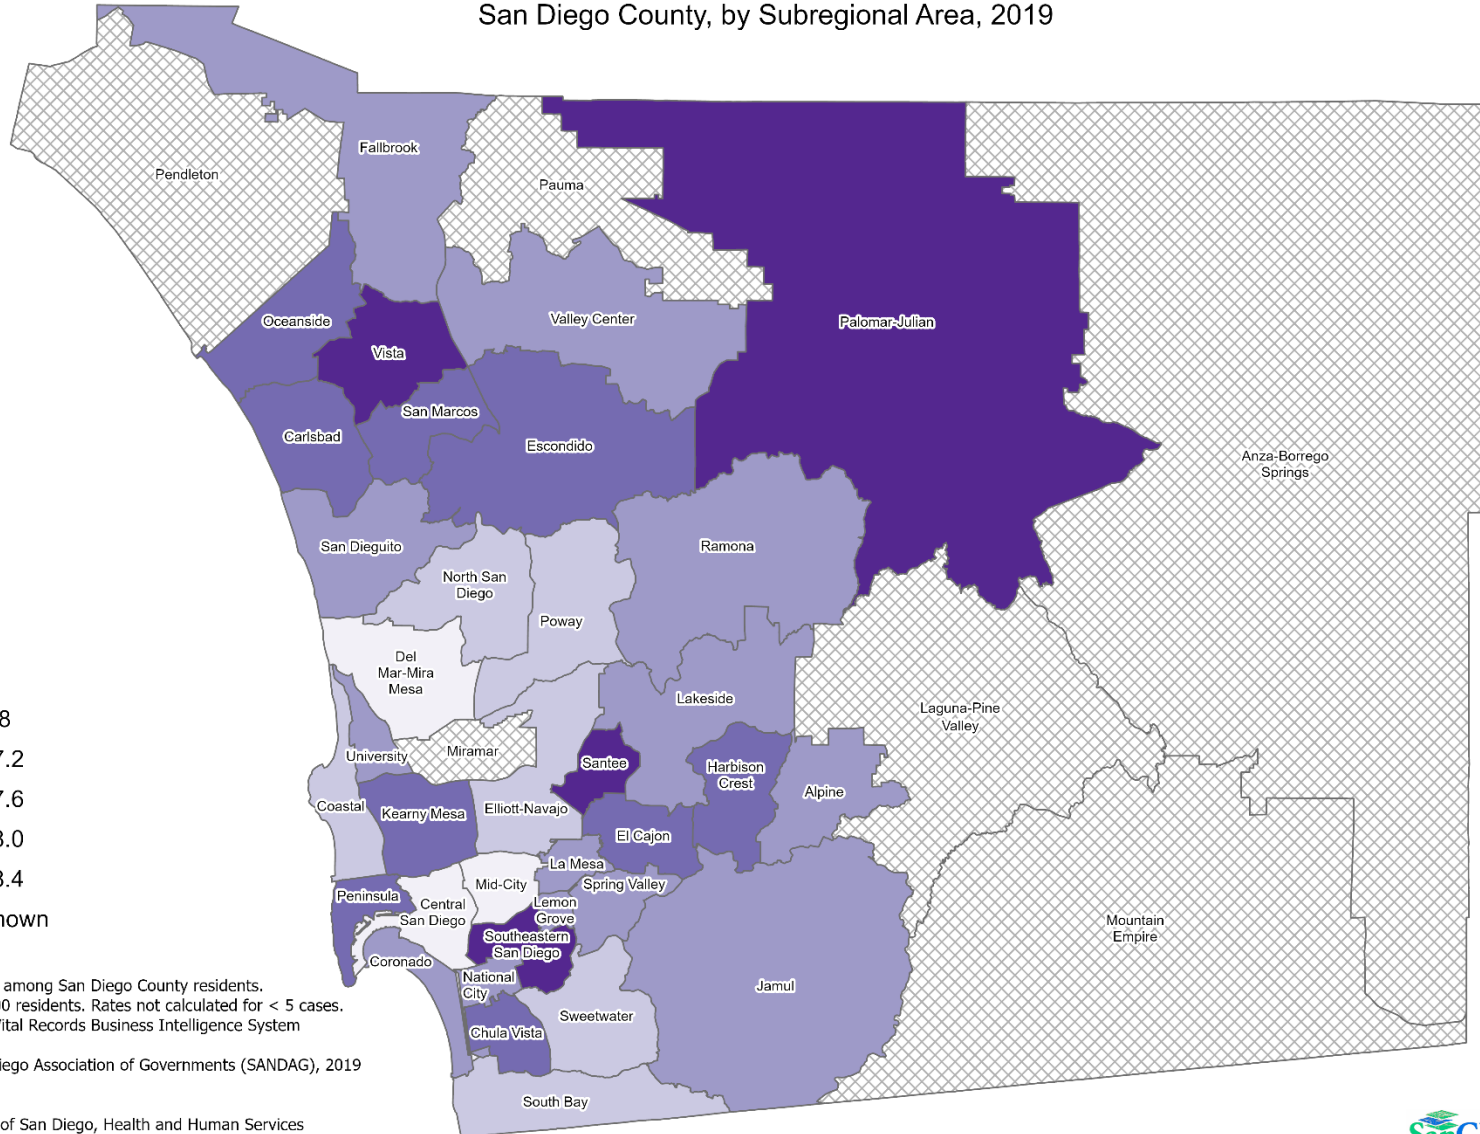 San Diego County, by Subregional Area, 2019
Fallbrook
Pendleton
Pauma
Oceanside
Valley Center
Palomar-Julian
Vista
San Marcos
Carlsbad
Escondido
Anza-Borrego
Springs
San Dieguito
Ramona
North San
Diego
Poway
Del
Mar-Mira
Mesa
Lakeside
Laguna-Pine
Valley
University
Miramar
Santee
Harbison
Crest
Alpine
Coastal
Kearny Mesa
Elliott-Navajo
El Cajon
La Mesa
Mid-City
Spring Valley
Peninsula
Central
San Diego
Lemon
Grove
Southeastern
San Diego
Mountain
Empire
Coronado
National
City
Jamul
Sweetwater
Chula Vista
South Bay
8
7.2
7.6
3.0
3.4
nown
among San Diego County residents.
0 residents. Rates not calculated for < 5 cases.
Vital Records Business Intelligence System
iego Association of Governments (SANDAG), 2019
of San Diego, Health and Human Services